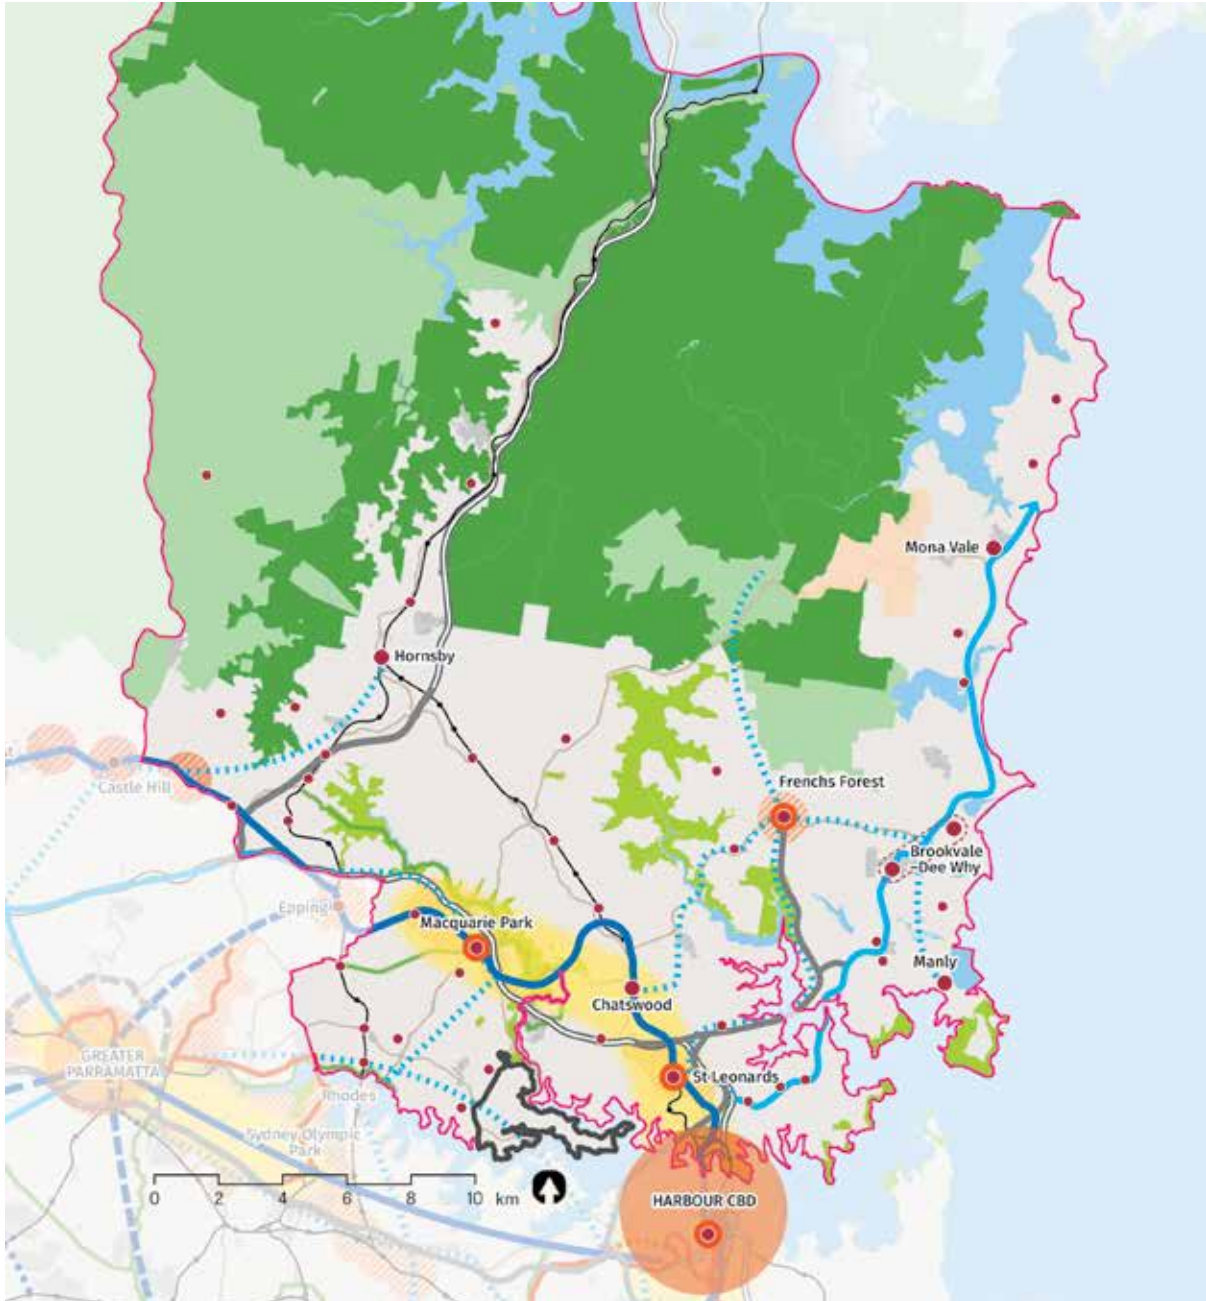 Mona Vale
Hornsby
Castle Hill
Frenchs Forest
Brookvale
-Dee Why
Epping
Macquarie Park
Manly
Chatswood
GREATER
PARRAMATTA
St Leonards
Rhodes
Sydney Olympic
Park
0 2 4 6 8 10 km
HARBOUR CBD